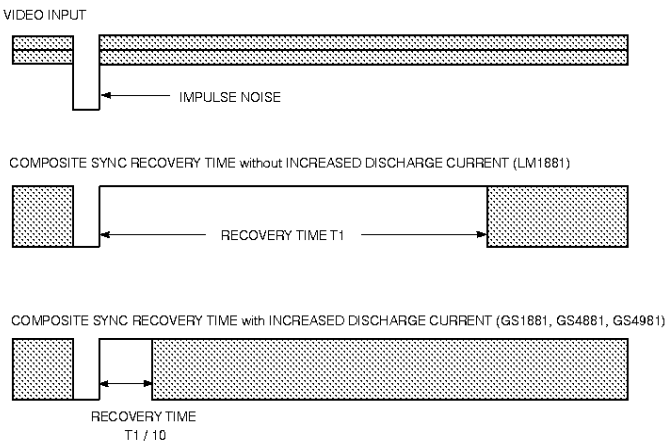 VIDEO INPUT
IMPULSE NOISE
COMPOSITE SYNC RECOVERY TIME without INCREASED DISCHARGE CURRENT (LM1881)
RECOVERY TIME T1
COMPOSITE SYNC RECOVERY TIME with INCREASED DISCHARGE CURRENT (GS1881, GS4881, GS4981)
RECOVERY TIME
T1 / 10